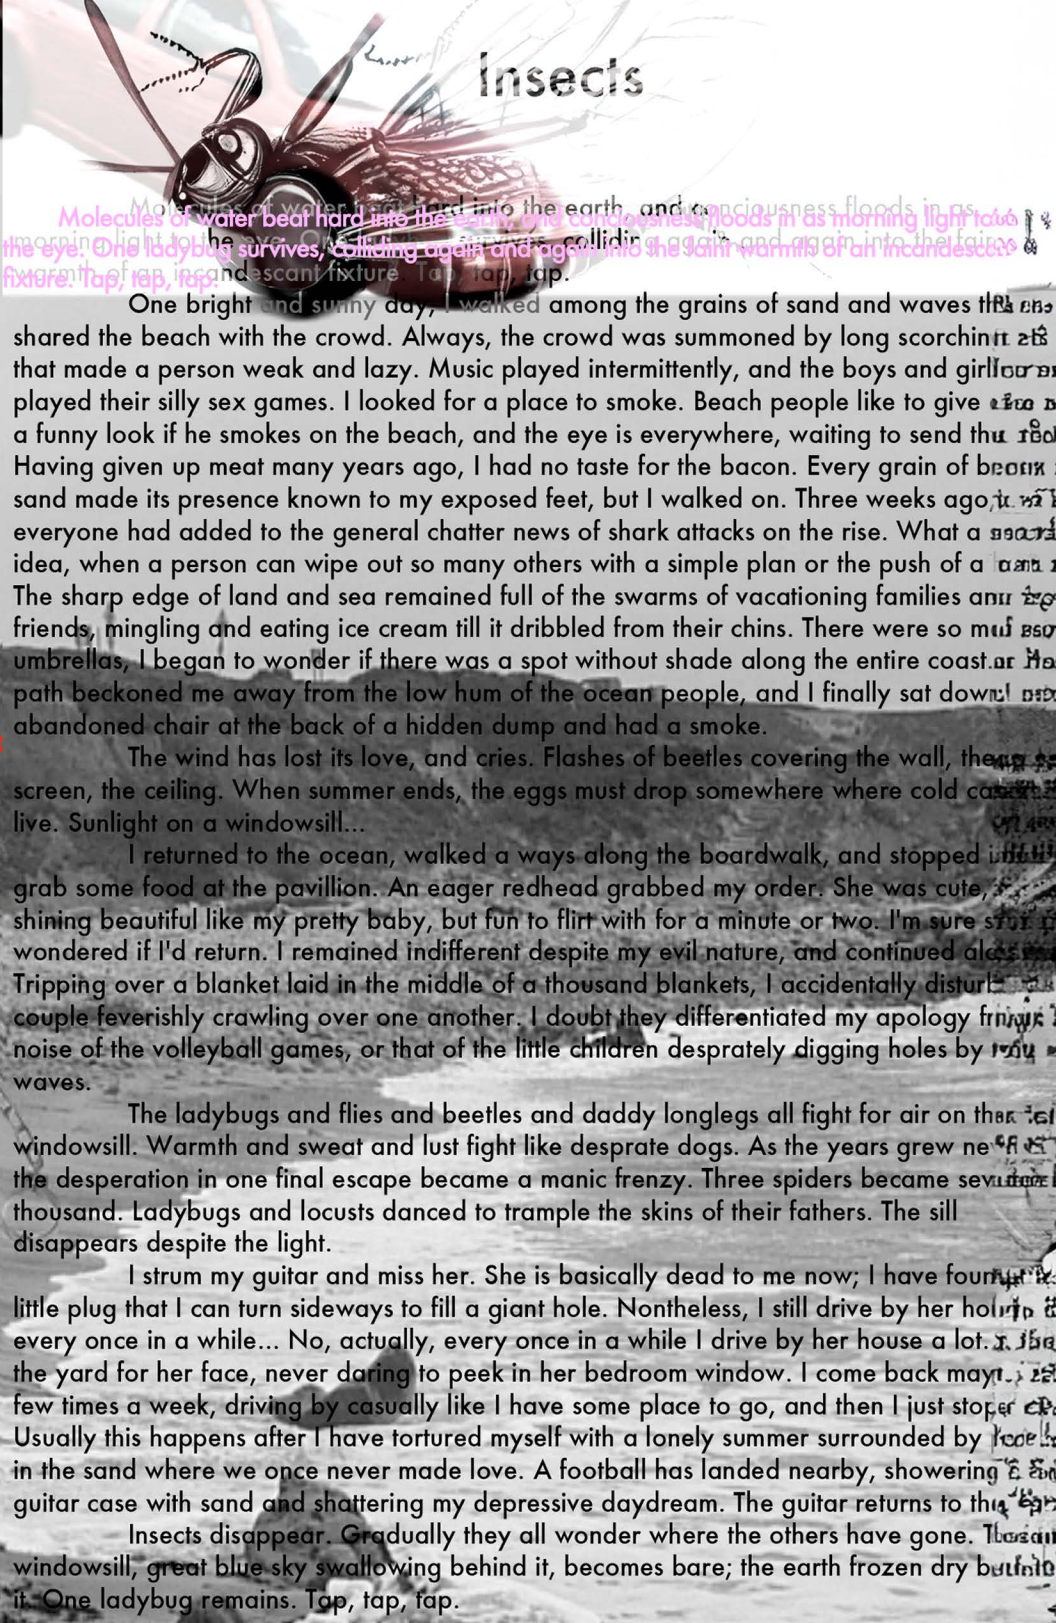 Insects
Molecules of water beat hard into the earth, and conciousness floods in as morning light to
the eye. One ladybug survives, colliding again and again into the faint warmth of an incandescant
fixture. Tap, tap, tap.
One bright and sunny day, I walked among the grains of sand and waves
shared the beach with the crowd. Always, the crowd was summoned by long
that made a person weak and lazy. Music played intermittently, and the boys and
played their silly sex games. I looked for a place to smoke. Beach people like to give
a funny look if he smokes on the beach, and the eye is everywhere, waiting to send
Having given up meat many years ago, I had no taste for the bacon. Every grain of
sand made its presence known to my exposed feet, but I walked on. Three weeks ago,
everyone had added to the general chatter news of shark attacks on the rise. What a
idea, when a person can wipe out so many others with a simple plan or the push of a
The sharp edge of land and sea remained full of the swarms of vacationing families
friends, mingling and eating ice cream till it dribbled from their chins. There were so
umbrellas, I began to wonder if there was a spot without shade along the entire coast.
path beckoned me away from the low hum of the ocean people, and I finally sat
abandoned chair at the back of a hidden dump and had a smoke.
The wind has lost its love, and cries. Flashes of beetles covering the wall,
screen, the ceiling. When summer ends, the eggs must drop somewhere where cold
live. Sunlight on a windowsill...
I returned to the ocean, walked a ways along the boardwalk, and stopped
grab some food at the pavillion. An eager redhead grabbed my order. She was cute,
shining beautiful like my pretty baby, but fun to flirt with for a minute or two. I'm sure
wondered if I'd return. I remained indifferent despite my evil nature, and continued
Tripping over a blanket laid in the middle of a thousand blankets, I accidentally
couple feverishly crawling over one another. I doubt they differentiated my apology
noise of the volleyball games, or that of the little children desprately digging holes by
waves.
The ladybugs and flies and beetles and daddy longlegs all fight for air on
windowsill. Warmth and sweat and lust fight like desprate dogs. As the years grew
the desperation in one final escape became a manic frenzy. Three spiders became
thousand. Ladybugs and locusts danced to trample the skins of their fathers. The sill
disappears despite the light.
I strum my guitar and miss her. She is basically dead to me now; I have
little plug that I can turn sideways to fill a giant hole. Nontheless, I still drive by her
every once in a while... No, actually, every once in a while I drive by her house a lot.
the yard for her face, never daring to peek in her bedroom window. I come back
few times a week, driving by casually like I have some place to go, and then I just
Usually this happens after I have tortured myself with a lonely summer surrounded by
in the sand where we once never made love. A football has landed nearby, showering
guitar case with sand and shattering my depressive daydream. The guitar returns to
Insects disappear. Gradually they all wonder where the others have gone.
windowsill, great blue sky swallowing behind it, becomes bare; the earth frozen dry
it. One ladybug remains. Tap, tap, tap.